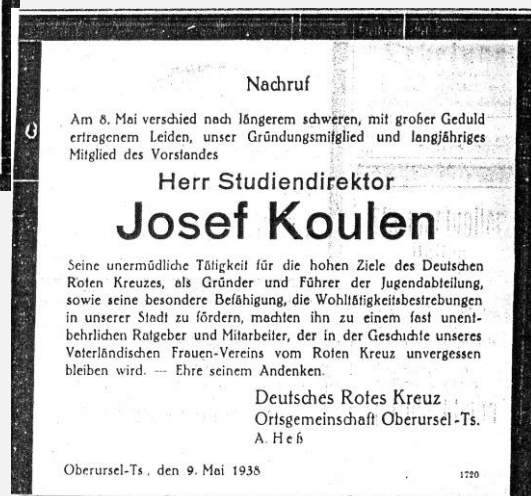 Nachruf
Am 8. Mai verschied nach längerem schweren, mit großer Geduld
ertragenem Leiden, unser Gründungsmitglied und langjähriges
Mitglied des Vorstandes
Herr Studiendirektor
Josef Koulen
Seine unermüdliche Tätigkeit für die hohen Ziele des Deutschen
Roten Kreuzes, als Gründer und Führer der Jugendabteilung,
sowie seine besondere Befähigung, die Wohltätigkeitsbestrebungen
in unserer Stadt zu fördern, machten ihn zu einem fast unent-
behrlichen Ratgeber und Mitarbeiter, der in der Geschichte unseres
Vaterländischen Frauen-Vereins vom Roten Kreuz unvergessen
bleiben wird. — Ehre seinem Andenken.
Deutsches Rotes Kreuz
Ortsgemeinschaft Oberursel-Ts.
A. Heß
Oberursel-Ts., den 9. Mai 1938 1720